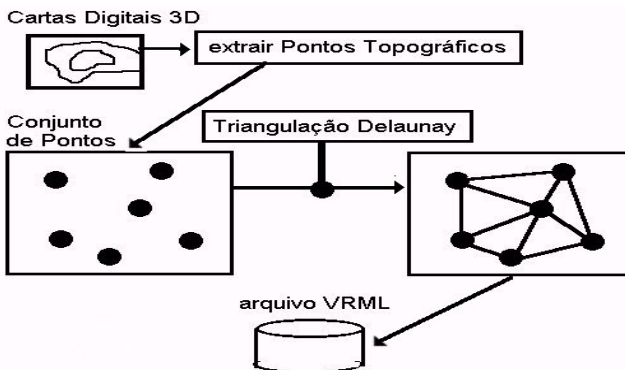 Cartas Digitais 3D
extrair Pontos Topográficos
Conjunto
de Pontos
Triangulação Delaunay
arquivo VRML